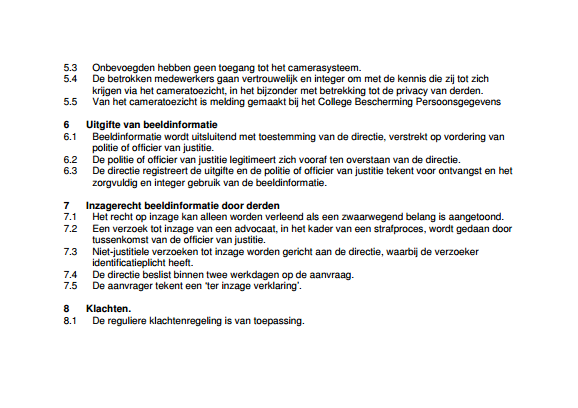 5.3 Onbevoegden hebben geen toegang tot het camerasysteem.
5.4 De betrokken medewerkers gaan vertrouwelijk en integer om met de kennis die zij tot zich
krijgen via het cameratoezicht, in het bijzonder met betrekking tot de privacy van derden.
5.5 Van het cameratoezicht is melding gemaakt bij het College Bescherming Persoonsgegevens
6 Uitgifte van beeldinformatie
6.1 Beeldinformatie wordt uitsluitend met toestemming van de directie, verstrekt op vordering van
politie of officier van justitie.
6.2 De politie of officier van justitie legitimeert zich vooraf ten overstaan van de directie.
6.3 De directie registreert de uitgifte en de politie of officier van justitie tekent voor ontvangst en het
zorgvuldig en integer gebruik van de beeldinformatie.
7 Inzagerecht beeldinformatie door derden
7.1 Het recht op inzage kan alleen worden verleend als een zwaarwegend belang is aangetoond.
7.2 Een verzoek tot inzage van een advocaat, in het kader van een strafproces, wordt gedaan door
tussenkomst van de officier van justitie.
7.3 Niet-justitiele verzoeken tot inzage worden gericht aan de directie, waarbij de verzoeker
identificatieplicht heeft.
7.4 De directie beslist binnen twee werkdagen op de aanvraag.
7.5 De aanvrager tekent een ‘ter inzage verklaring’.
8 Klachten.
8.1 De reguliere klachtenregeling is van toepassing.